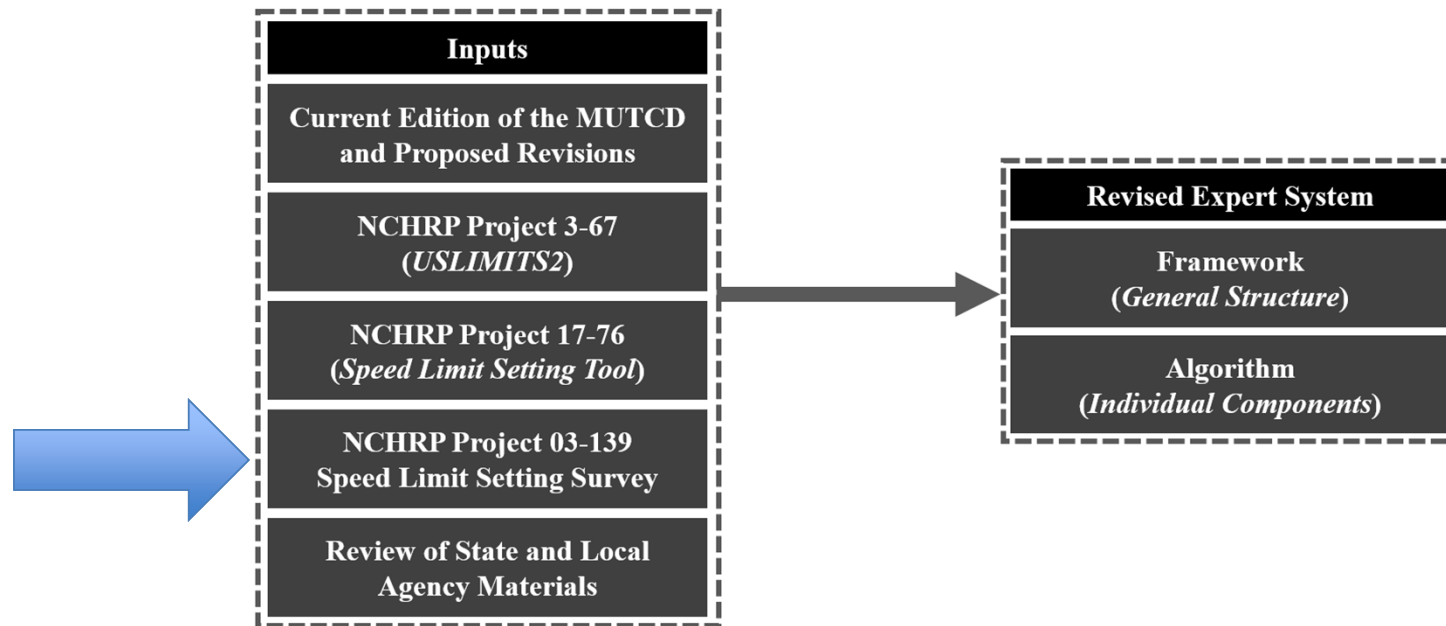 Inputs
Current Edition of the MUTCD
and Proposed Revisions
NCHRP Project 3-67
(USLIMITS2)
NCHRP Project 17-76
(Speed Limit Setting Tool)
NCHRP Project 03-139
Speed Limit Setting Survey
Review of State and Local
Agency Materials
Revised Expert System
Framework
(General Structure)
Algorithm
(Individual Components)